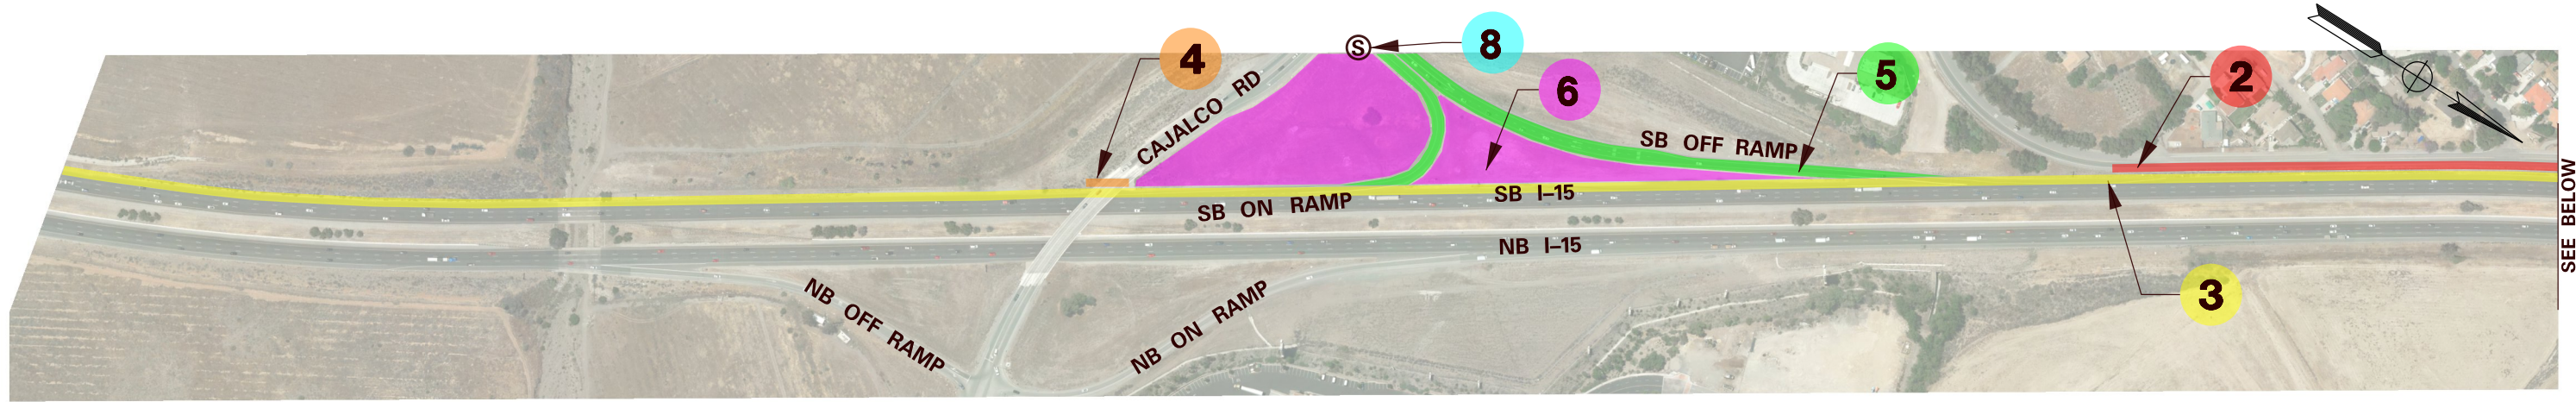 4
S
8
6
5
2
CAJALCO RD
SB OFF RAMP
SB I-15
SB ON RAMP
NB I-15
NB OFF RAMP
NB ON RAMP
3
SEE BELOW